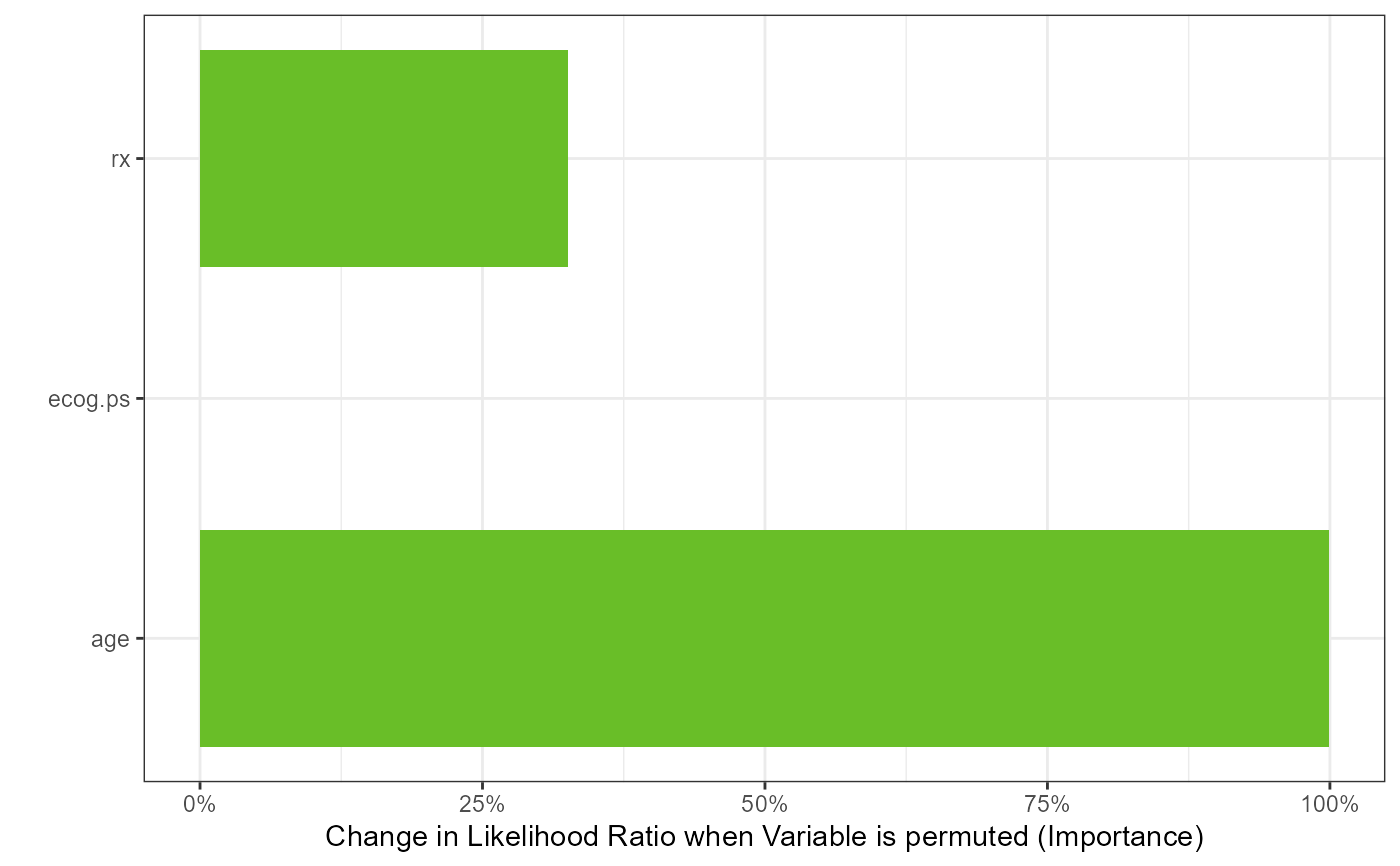 rx
ecog.ps
age
0% 25% 50% 75% 100%
Change in Likelihood Ratio when Variable is permuted (Importance)